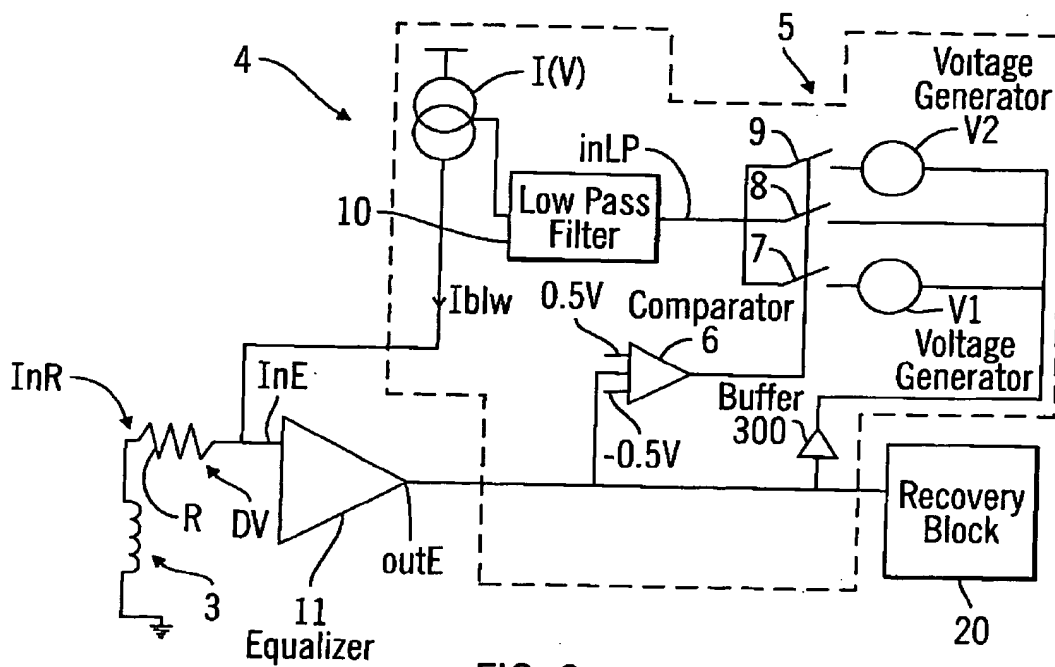 5
Voltage
Generator
V2
4
I(V)
9
inLP
8
10
Low Pass
Filter
7
Iblw
0.5V
Comparator
6
V1
Voltage
Generator
InR
InE
Buffer
300
-0.5V
R
DV
outE
Recovery
Block
3
11
Equalizer
20